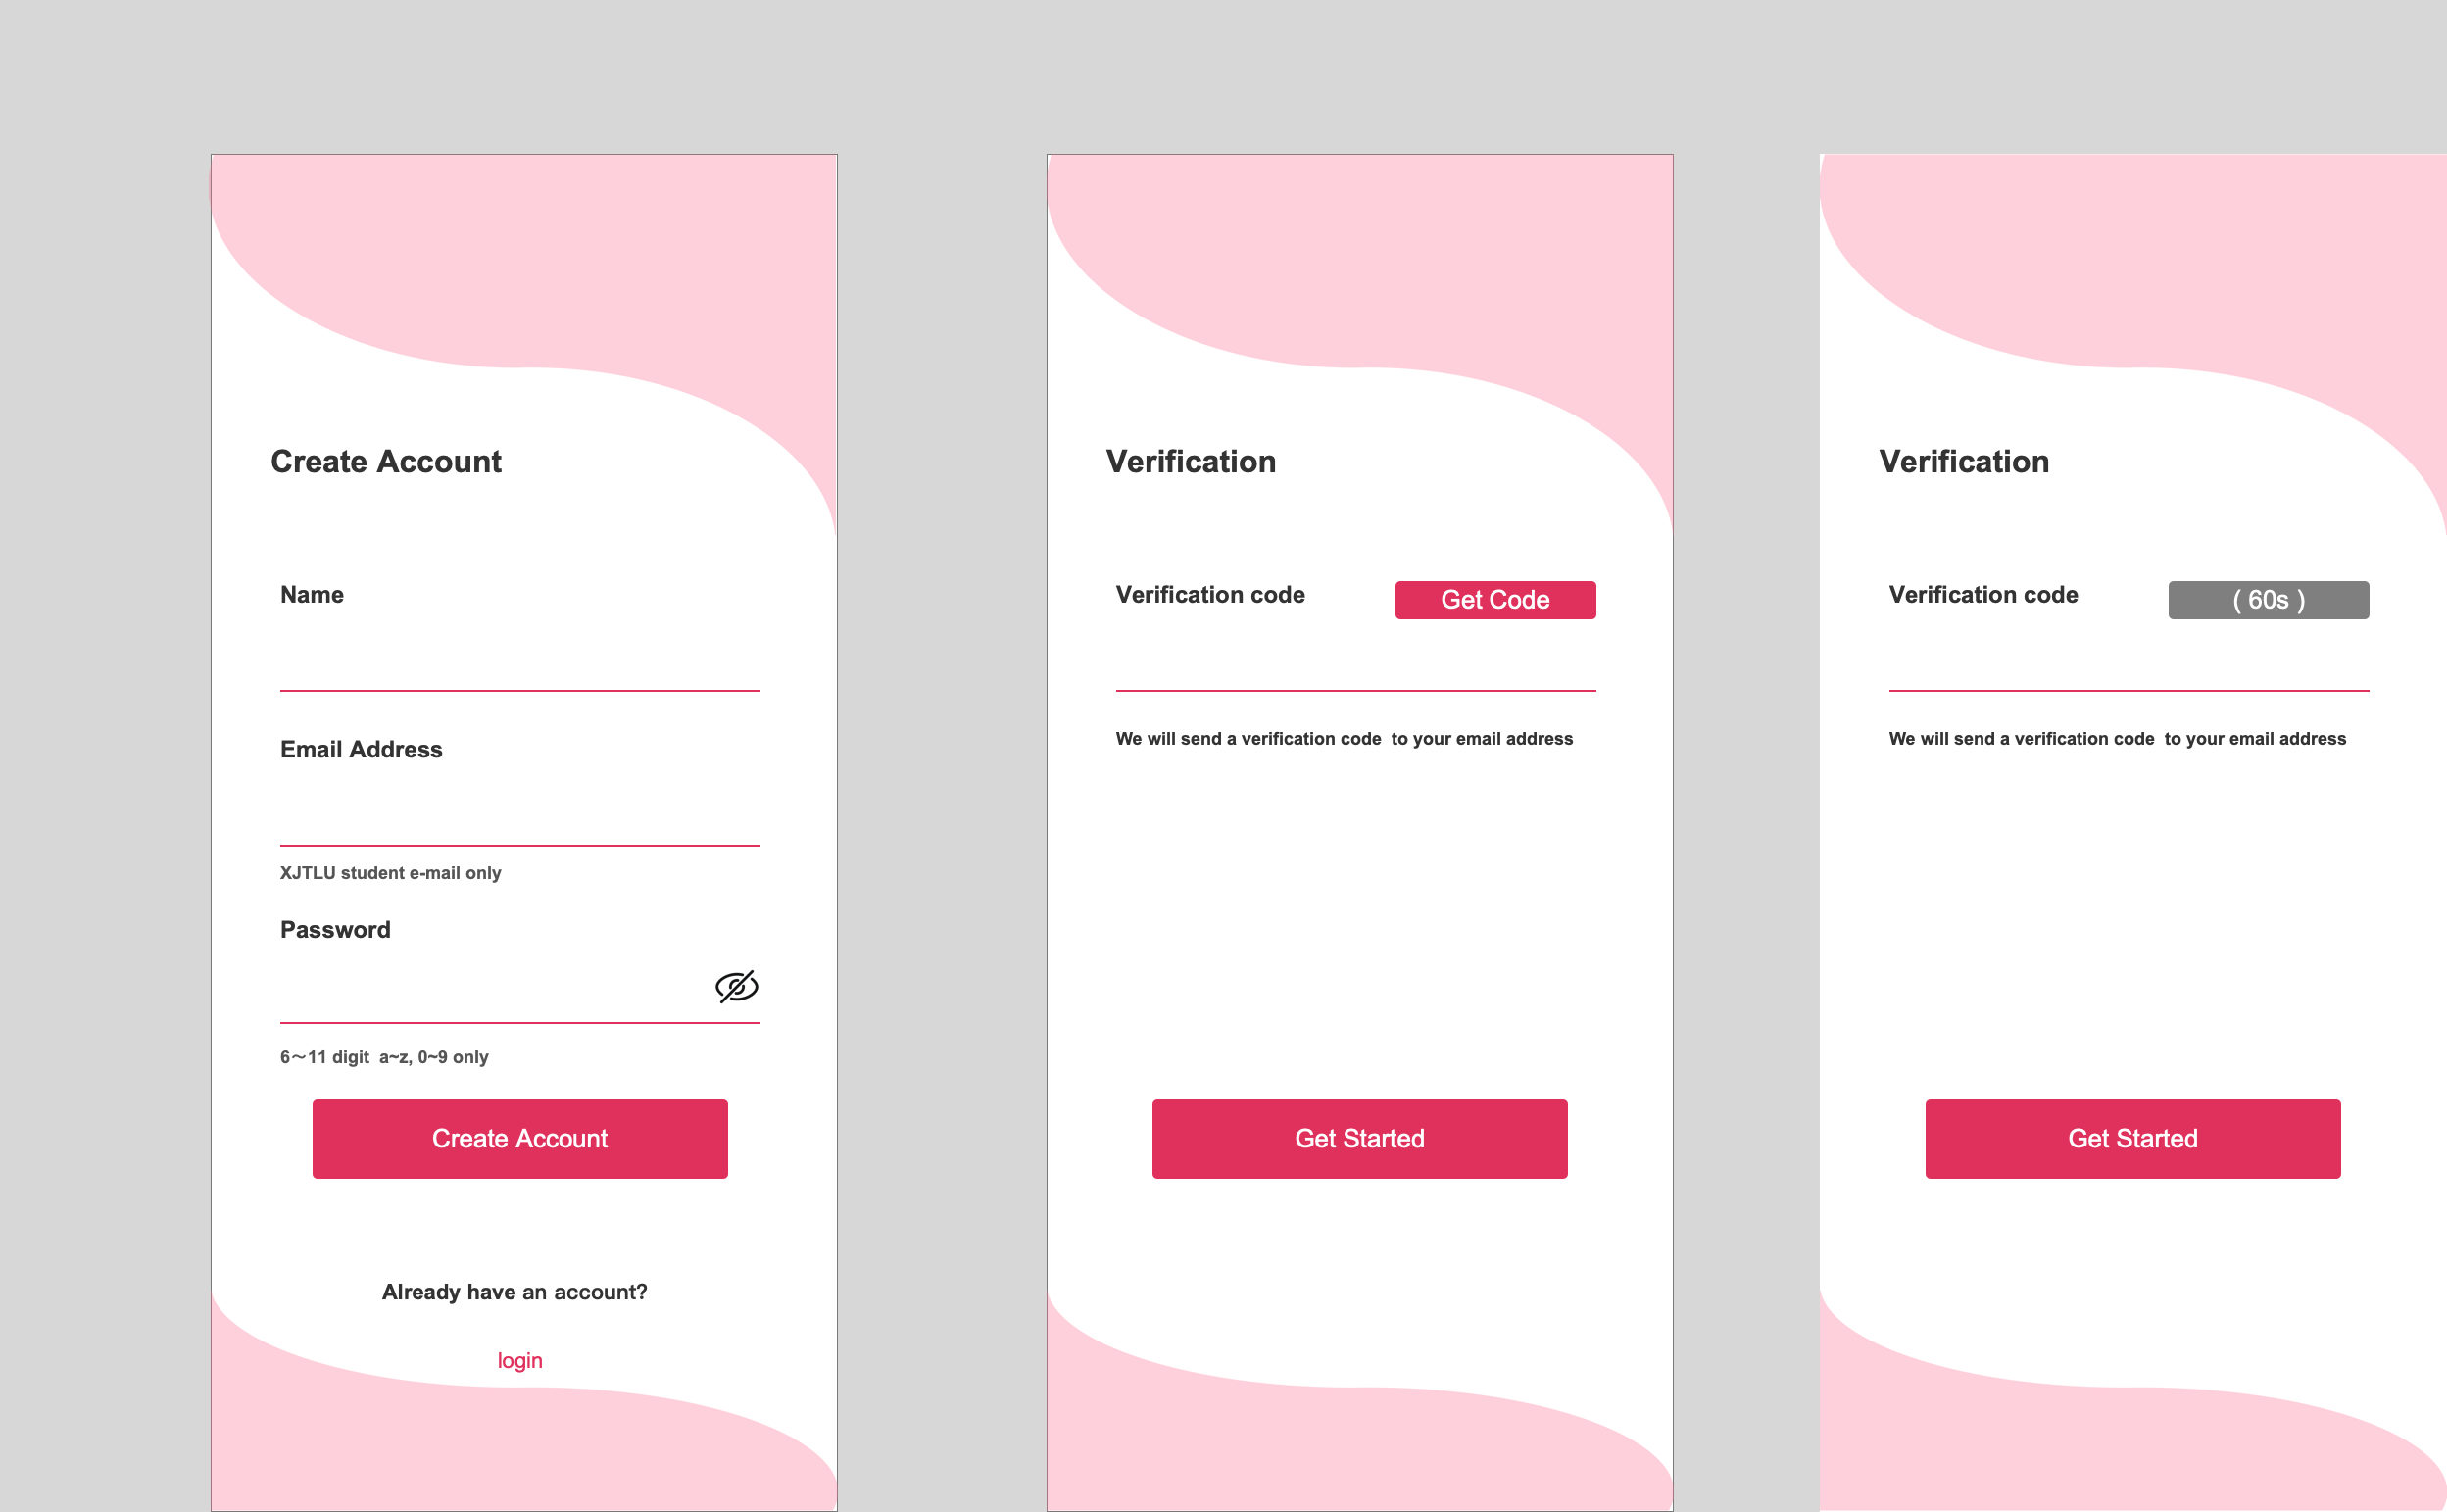 Create Account
Name
Email Address
XJTLU student e-mail only
Password
6～11 digit  a~z, 0~9 only
Create Account
Already have an account?
login
Verification
Verification code
Get Code
We will send a verification code  to your email address
Get Started
Verification
Verification code
( 60s )
We will send a verification code  to your email address
Get Started